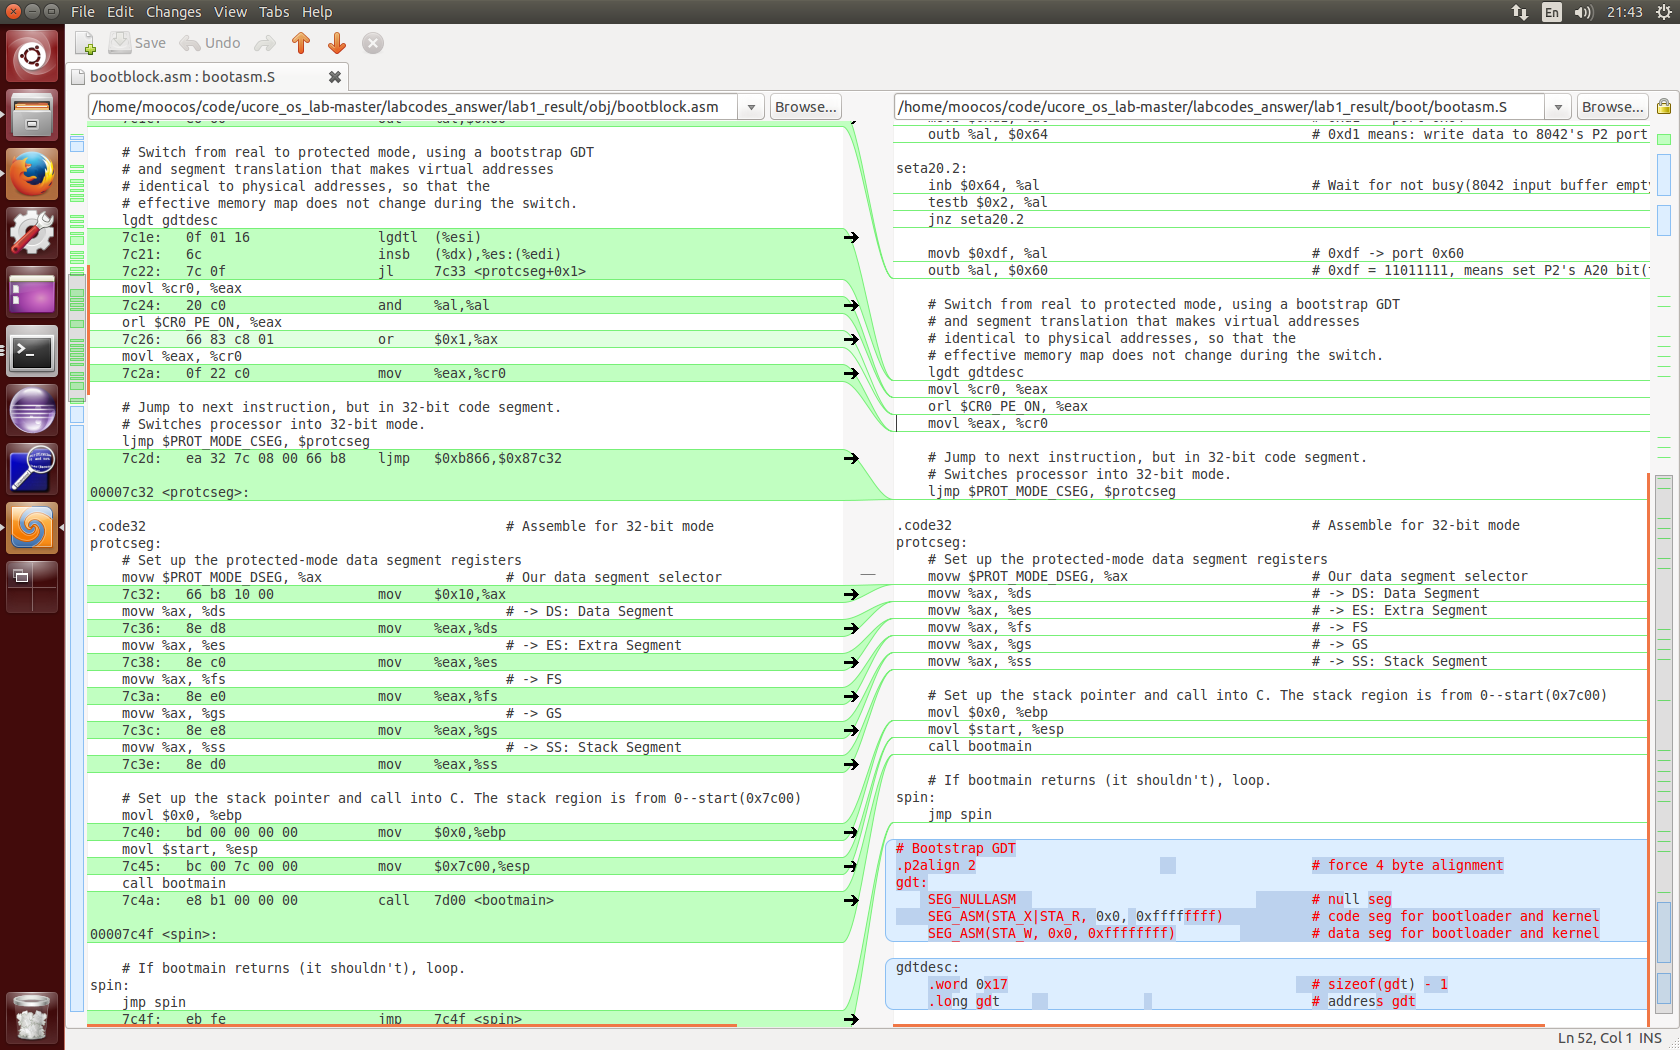 File Edit Changes View Tabs Help
En
21:43
Save
Undo
bootblock.asm : bootasm.S
/home/moocos/code/ucore_os_lab-master/labcodes_answer/lab1_result/obj/bootblock.asm
Browse...
/home/moocos/code/ucore_os_lab-master/labcodes_answer/lab1_result/boot/bootasm.S
Browse...
# Switch from real to protected mode, using a bootstrap GDT
# and segment translation that makes virtual addresses
# identical to physical addresses, so that the
# effective memory map does not change during the switch.
lgdt gdtdesc
7c1e: 0f 01 16 lgdtl (%esi)
7c21: 6c insb (%dx),%es:(%edi)
7c22: 7c 0f jl 7c33 <protcseg+0x1>
movl %cr0, %eax
7c24: 20 c0 and %al,%al
orl $CR0_PE_ON, %eax
7c26: 66 83 c8 01 or $0x1,%ax
movl %eax, %cr0
7c2a: 0f 22 c0 mov %eax,%cr0
# Jump to next instruction, but in 32-bit code segment.
# Switches processor into 32-bit mode.
ljmp $PROT_MODE_CSEG, $protcseg
7c2d: ea 32 7c 08 00 66 b8 ljmp $0xb866,$0x87c32
00007c32 <protcseg>:
.code32 # Assemble for 32-bit mode
protcseg:
# Set up the protected-mode data segment registers
movw $PROT_MODE_DSEG, %ax # Our data segment selector
7c32: 66 b8 10 00 mov $0x10,%ax
movw %ax, %ds # -> DS: Data Segment
7c36: 8e d8 mov %eax,%ds
movw %ax, %es # -> ES: Extra Segment
7c38: 8e c0 mov %eax,%es
movw %ax, %fs # -> FS
7c3a: 8e e0 mov %eax,%fs
movw %ax, %gs # -> GS
7c3c: 8e e8 mov %eax,%gs
movw %ax, %ss # -> SS: Stack Segment
7c3e: 8e d0 mov %eax,%ss
# Set up the stack pointer and call into C. The stack region is from 0--start(0x7c00)
movl $0x0, %ebp
7c40: bd 00 00 00 00 mov $0x0,%ebp
movl $start, %esp
7c45: bc 00 7c 00 00 mov $0x7c00,%esp
call bootmain
7c4a: e8 b1 00 00 00 call 7d00 <bootmain>
00007c4f <spin>:
# If bootmain returns (it shouldn't), loop.
spin:
jmp spin
7c4f: eb fe jmp 7c4f <spin>
outb %al, $0x64 # 0xd1 means: write data to 8042's P2 port
seta20.2:
inb $0x64, %al # Wait for not busy(8042 input buffer empt
testb $0x2, %al
jnz seta20.2
movb $0xdf, %al # 0xdf -> port 0x60
outb %al, $0x60 # 0xdf = 11011111, means set P2's A20 bit(
# Switch from real to protected mode, using a bootstrap GDT
# and segment translation that makes virtual addresses
# identical to physical addresses, so that the
# effective memory map does not change during the switch.
lgdt gdtdesc
movl %cr0, %eax
orl $CR0_PE_ON, %eax
movl %eax, %cr0
# Jump to next instruction, but in 32-bit code segment.
# Switches processor into 32-bit mode.
ljmp $PROT_MODE_CSEG, $protcseg
.code32 # Assemble for 32-bit mode
protcseg:
# Set up the protected-mode data segment registers
movw $PROT_MODE_DSEG, %ax # Our data segment selector
movw %ax, %ds # -> DS: Data Segment
movw %ax, %es # -> ES: Extra Segment
movw %ax, %fs # -> FS
movw %ax, %gs # -> GS
movw %ax, %ss # -> SS: Stack Segment
# Set up the stack pointer and call into C. The stack region is from 0--start(0x7c00)
movl $0x0, %ebp
movl $start, %esp
call bootmain
# If bootmain returns (it shouldn't), loop.
spin:
jmp spin
# Bootstrap GDT
.p2align 2 # force 4 byte alignment
gdt:
SEG_NULLASM # null seg
SEG_ASM(STA_X|STA_R, 0x0, 0xffffffff) # code seg for bootloader and kernel
SEG_ASM(STA_W, 0x0, 0xffffffff) # data seg for bootloader and kernel
gdtdesc:
.word 0x17 # sizeof(gdt) - 1
.long gdt # address gdt
Ln 52, Col 1 INS